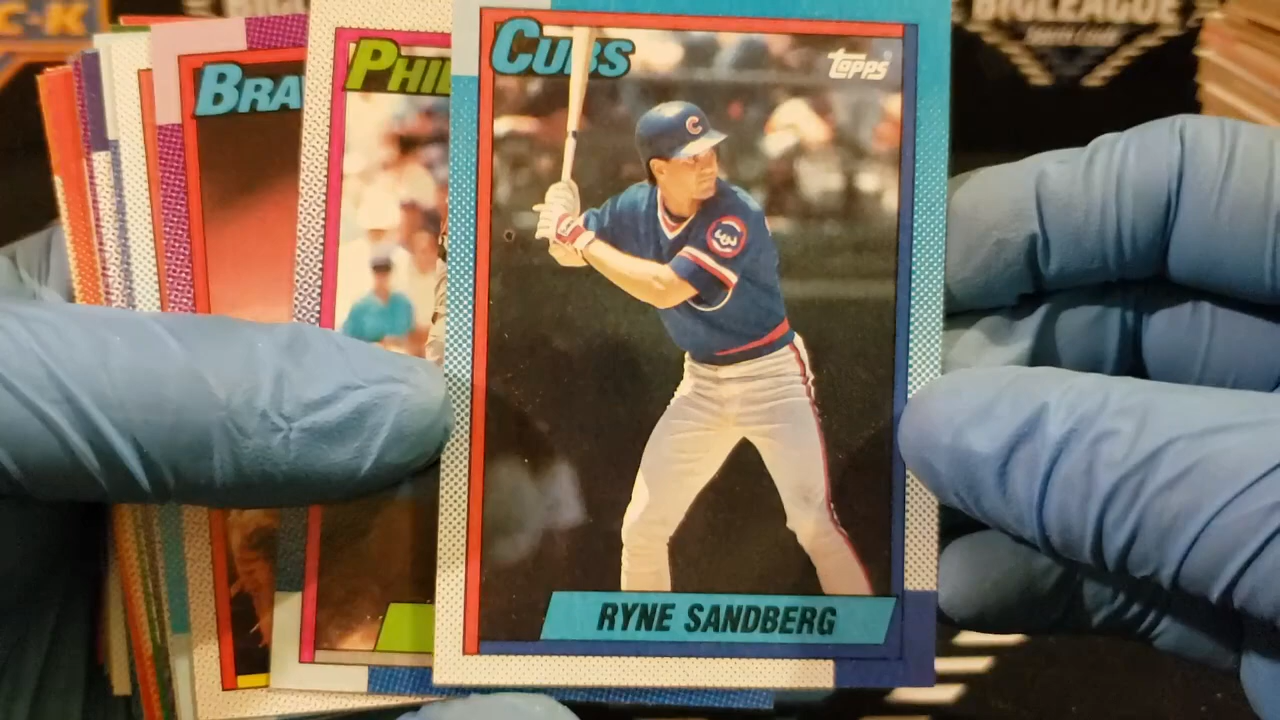 C-K
BIGLEAGUE
CUBS
topps
BRA
PHIL
C
RYNE SANDBERG